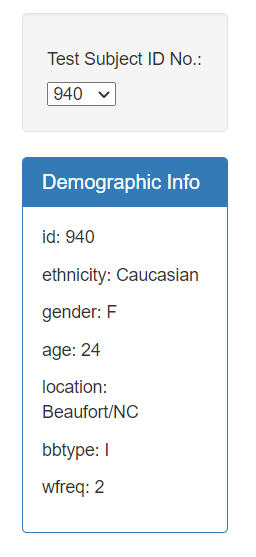 Test Subject ID No.:
940
Demographic Info
id: 940
ethnicity: Caucasian
gender: F
age: 24
location:
Beaufort/NC
bbtype: I
wfreq: 2